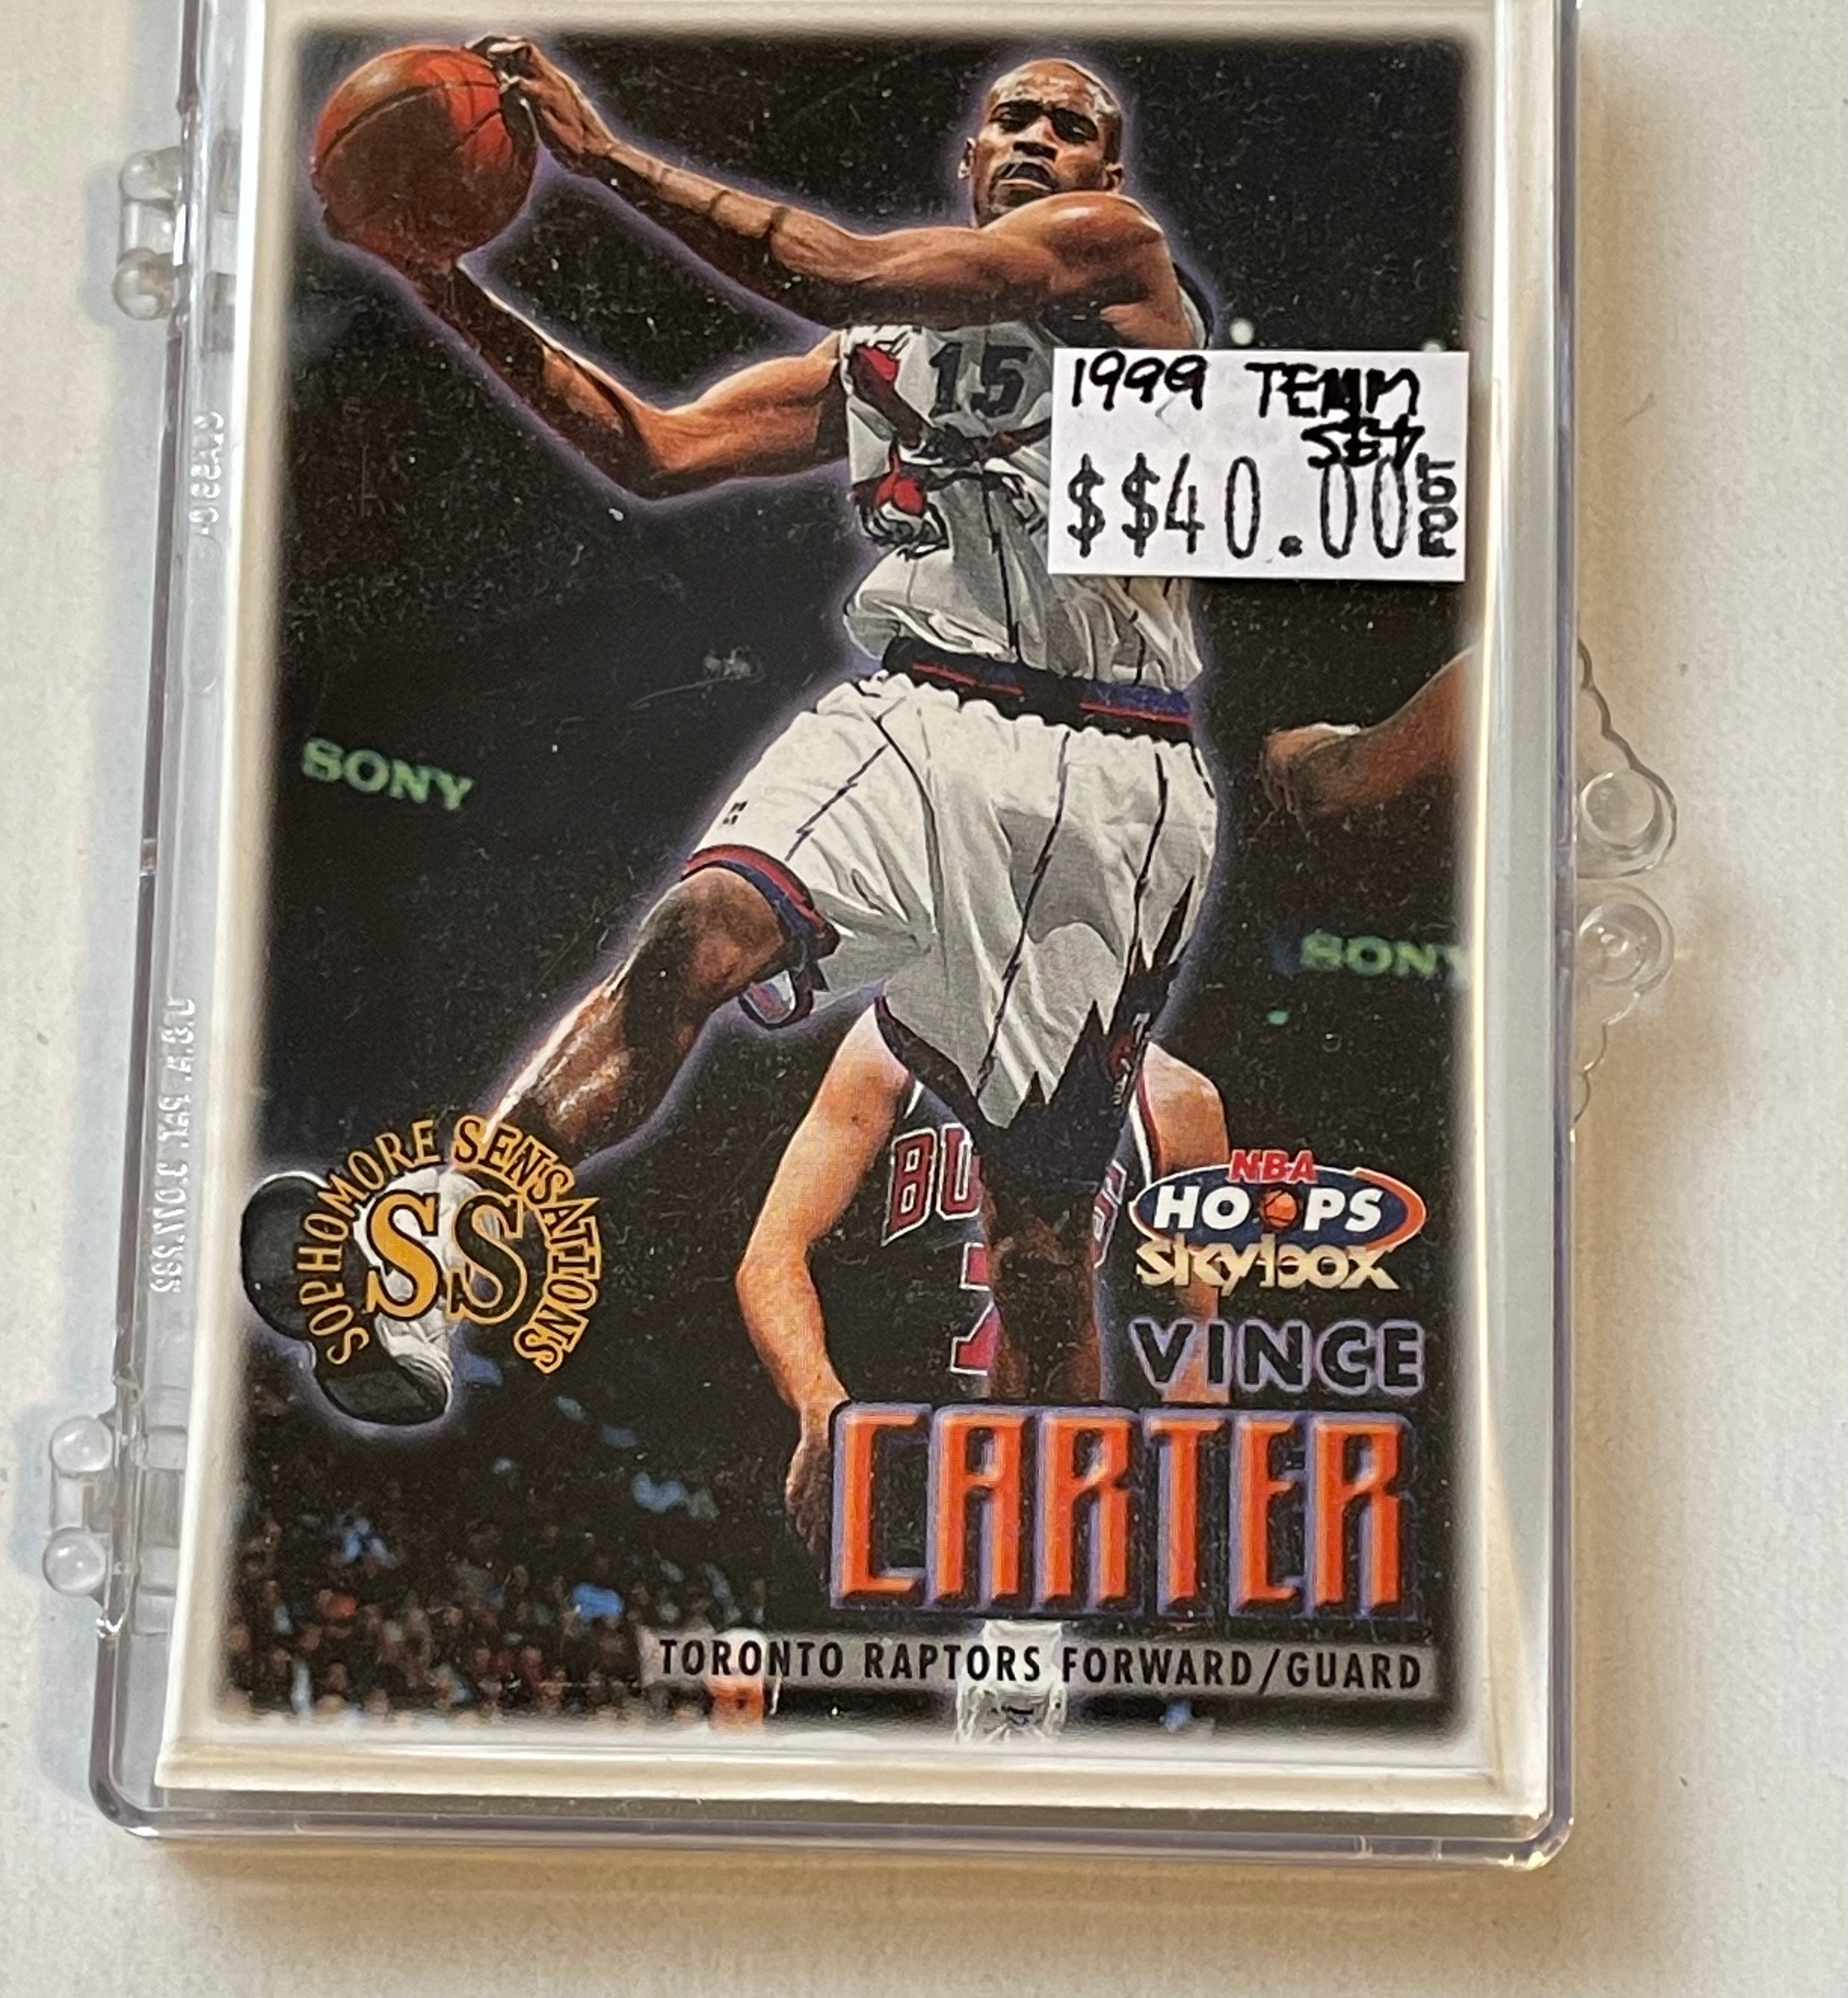 15
1999 TEAM
SET
$$40.00
SONY
SONY
SOPHOMORE SENSATIONS
SS
BU
NBA
HOOPS
SKYBOX
VINCE
CARTER
TORONTO RAPTORS FORWARD/GUARD